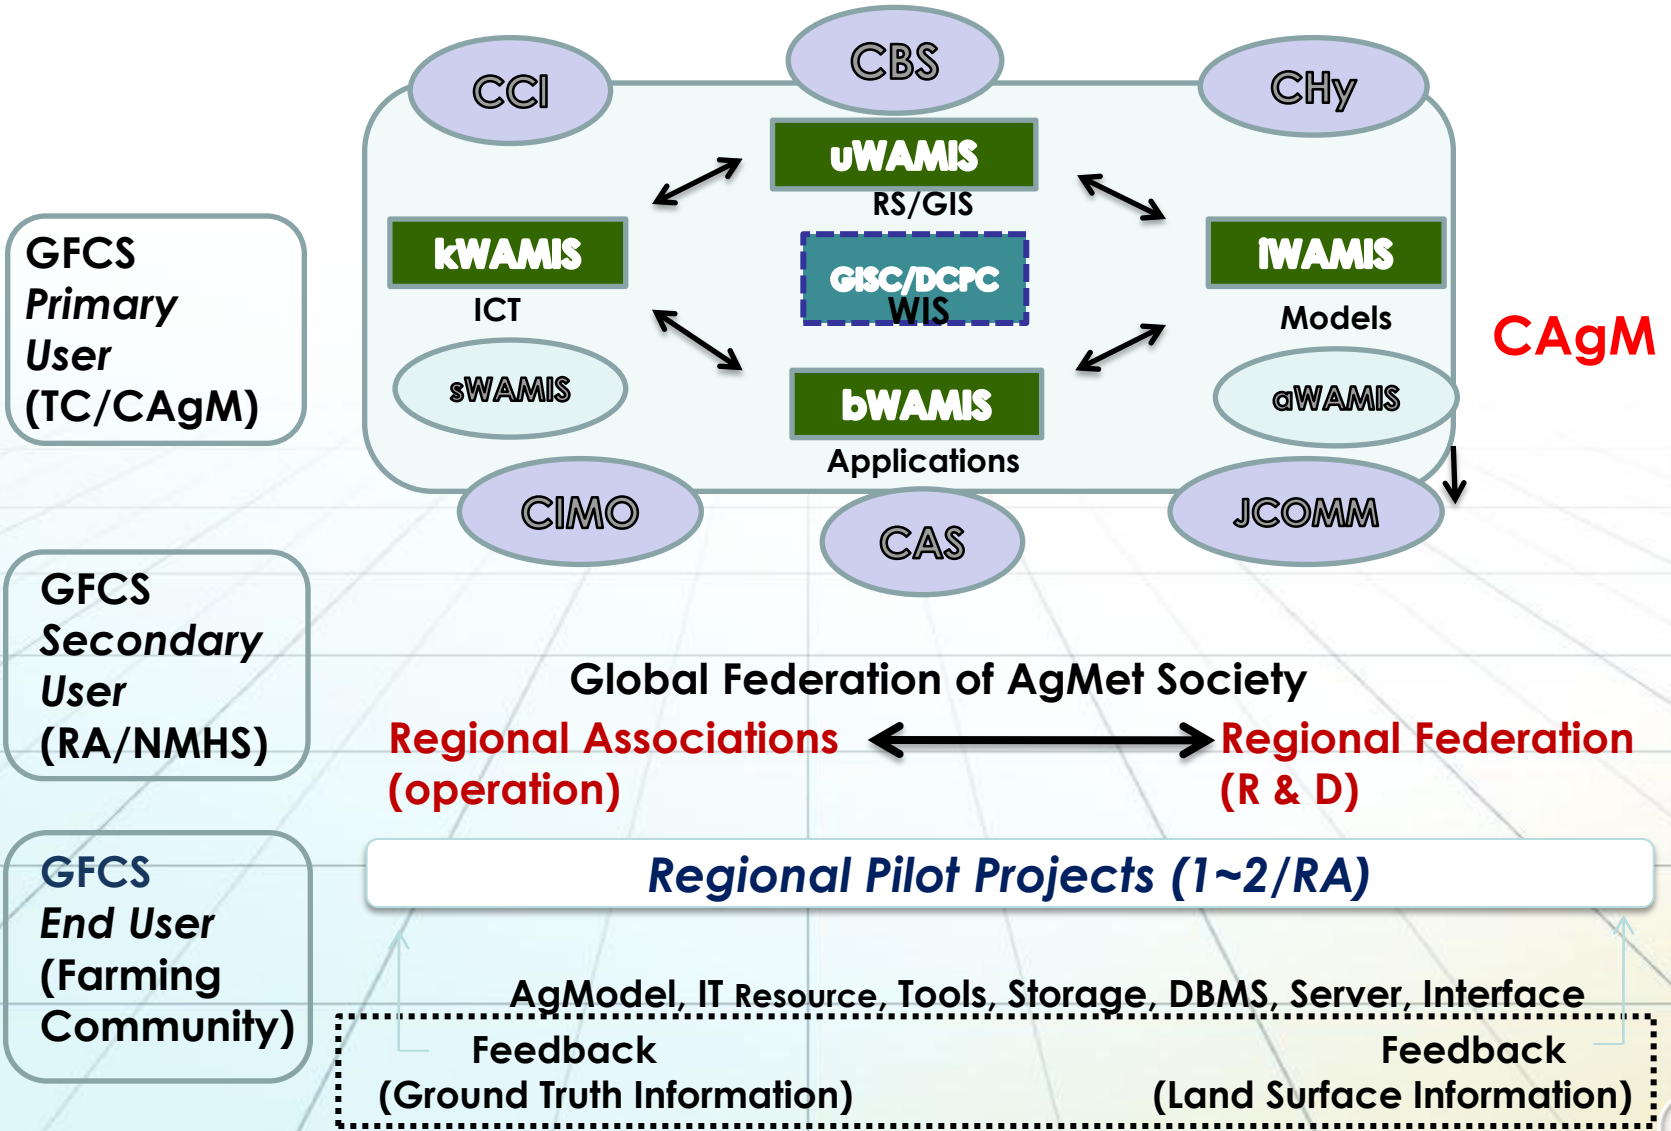 CCl
CBS
CHy
uWAMIS
RS/GIS
kWAMIS
ICT
GISC/DCPC
WIS
iWAMIS
Models
sWAMIS
aWAMIS
bWAMIS
Applications
CIMO
CAS
JCOMM
CAgM
GFCS
Primary
User
(TC/CAgM)
GFCS
Secondary
User
(RA/NMHS)
Global Federation of AgMet Society
Regional Associations
(operation)
Regional Federation
(R & D)
GFCS
End User
(Farming
Community)
Regional Pilot Projects (1~2/RA)
AgModel, IT Resource, Tools, Storage, DBMS, Server, Interface
Feedback
(Ground Truth Information)
Feedback
(Land Surface Information)